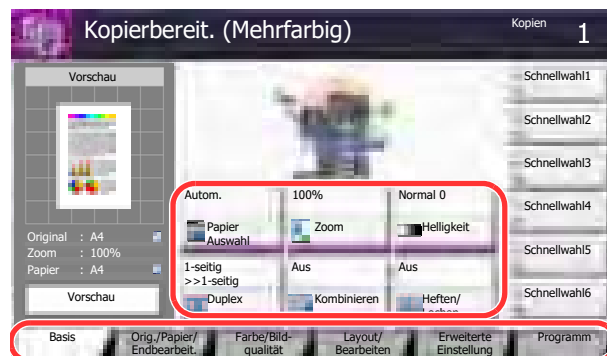 Kopierbereit. (Mehrfarbig)
Kopien
1
Vorschau
Original : A4
Zoom : 100%
Papier : A4
Vorschau
Autom.
Papier
Auswahl
100%
Zoom
Normal 0
Helligkeit
1-seitig
>>1-seitig
Duplex
Aus
Kombinieren
Aus
Heften/
Schnellwahl1
Schnellwahl2
Schnellwahl3
Schnellwahl4
Schnellwahl5
Schnellwahl6
Basis
Orig./Papier/
Endbearbeit.
Farbe/Bild-
qualität
Layout/
Bearbeiten
Erweiterte
Einstellung
Programm